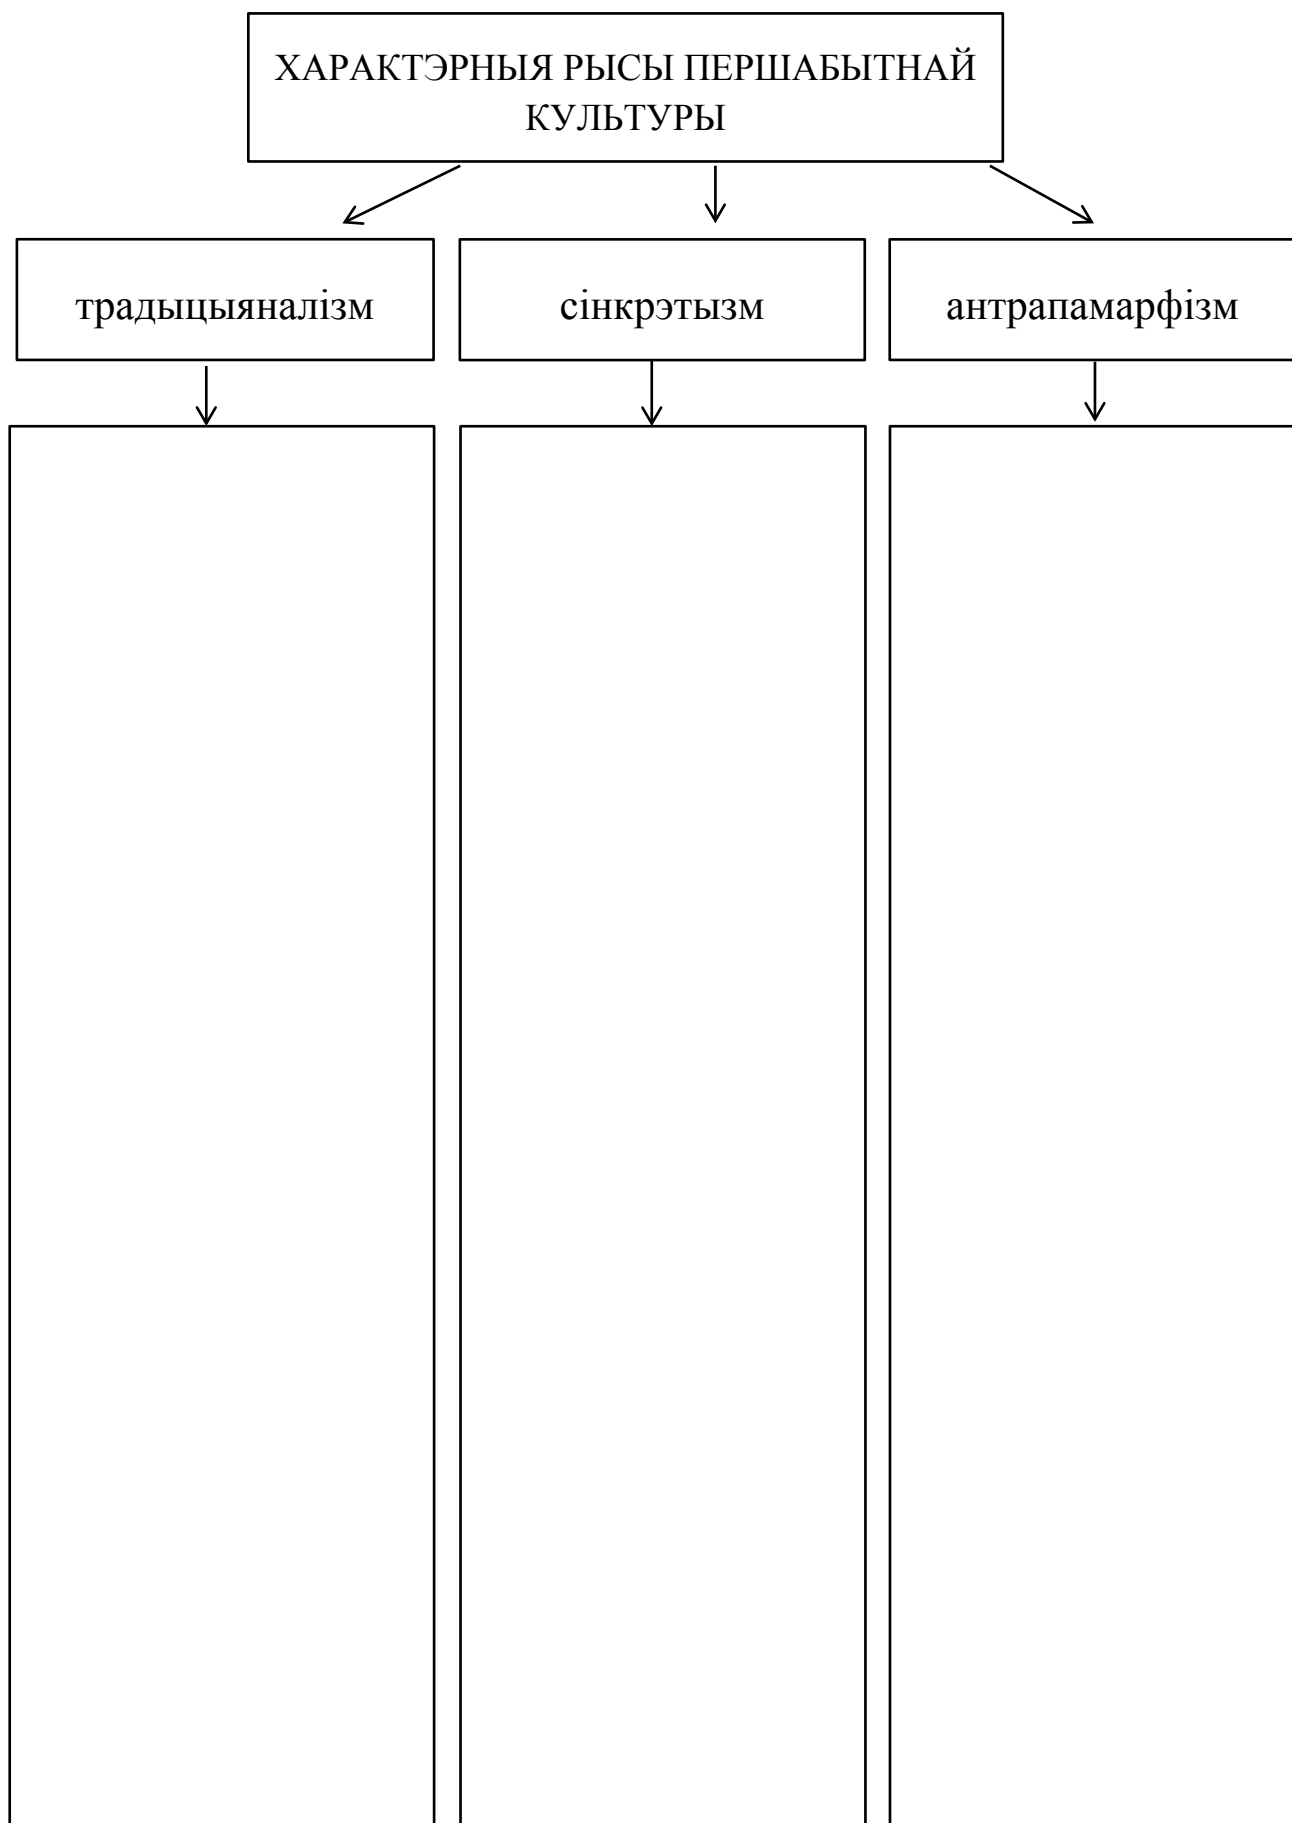 ХАРАКТЭРНЫЯ РЫСЫ ПЕРШАБЫТНАЙ
КУЛЬТУРЫ
традыцыяналізм
сінкрэтызм
антрапамарфізм